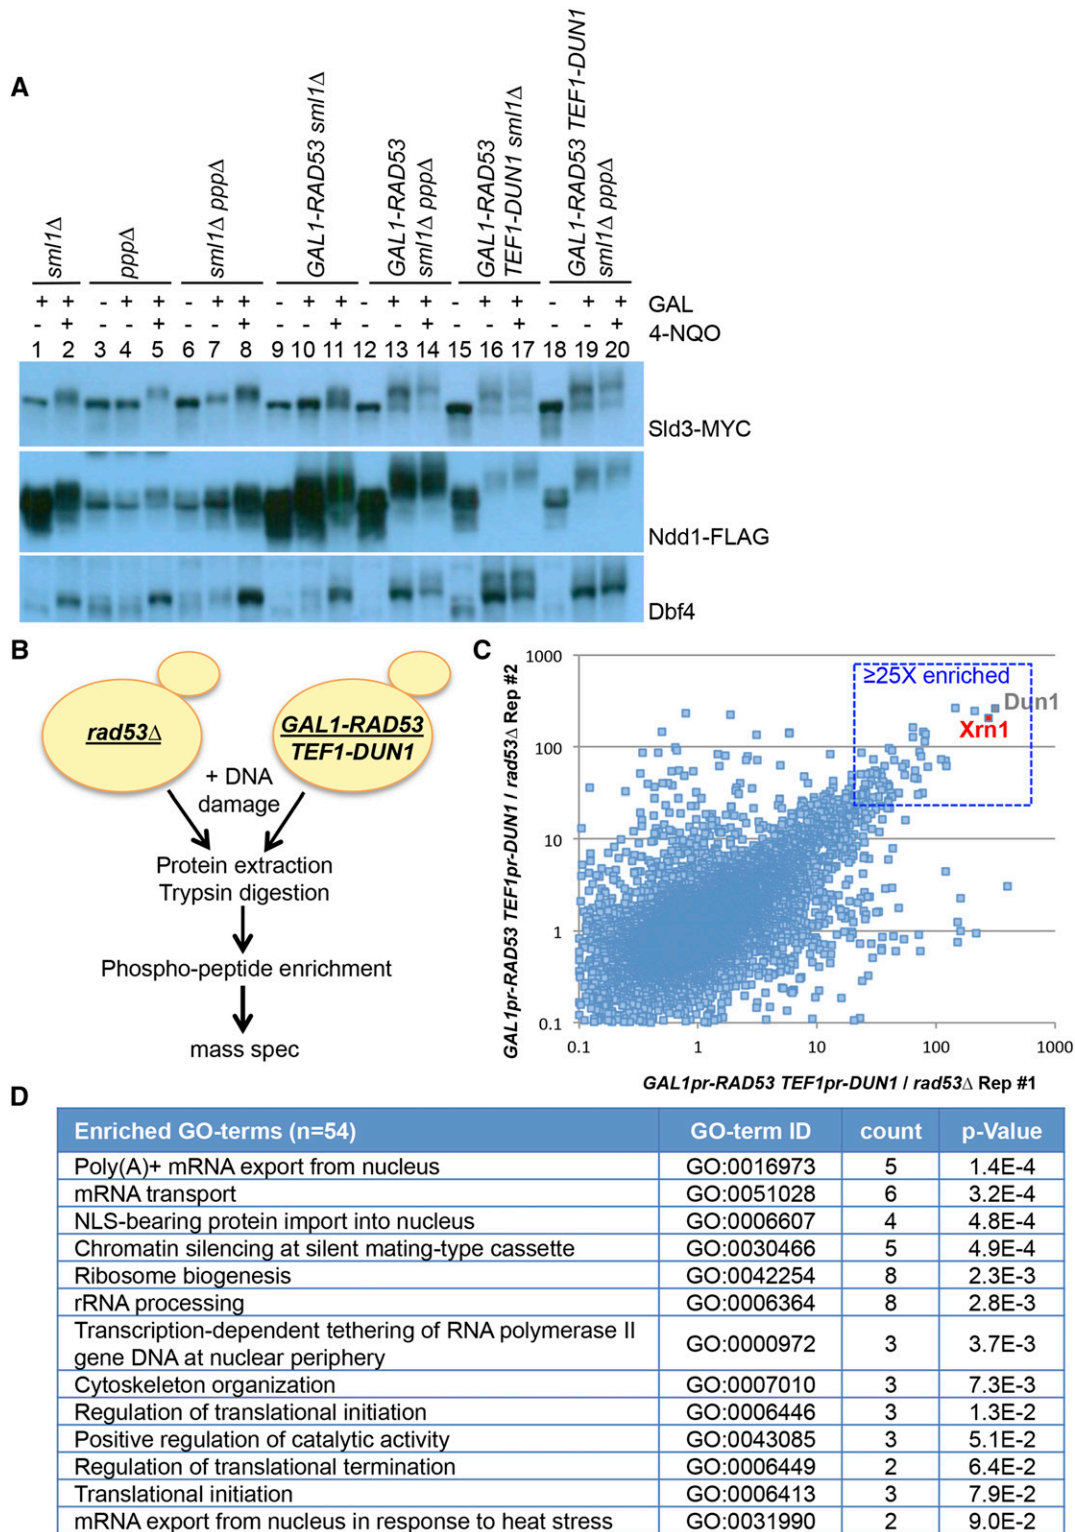 A
sml1Δ
pppΔ
sml1Δ pppΔ
GAL1-RAD53 sml1Δ
GAL1-RAD53
sml1Δ pppΔ
GAL1-RAD53
TEF1-DUN1 sml1Δ
GAL1-RAD53 TEF1-DUN1
sml1Δ pppΔ
+ + - + + - + + - + + - + + - + + - + + GAL
- + - - + - - + - - + - - + - - + - - + 4-NQO
1 2 3 4 5 6 7 8 9 10 11 12 13 14 15 16 17 18 19 20
Sld3-MYC
Ndd1-FLAG
Dbf4
B
rad53Δ
GAL1-RAD53
TEF1-DUN1
+ DNA
damage
Protein extraction
Trypsin digestion
Phospho-peptide enrichment
mass spec
C
GAL1pr-RAD53 TEF1pr-DUN1 / rad53Δ Rep #2
1000
100
10
1
0.1
≥25X enriched
Dun1
Xrn1
0.1 1 10 100 1000
GAL1pr-RAD53 TEF1pr-DUN1 / rad53Δ Rep #1
D
Enriched GO-terms (n=54) GO-term ID count p-Value
Poly(A)+ mRNA export from nucleus GO:0016973 5 1.4E-4
mRNA transport GO:0051028 6 3.2E-4
NLS-bearing protein import into nucleus GO:0006607 4 4.8E-4
Chromatin silencing at silent mating-type cassette GO:0030466 5 4.9E-4
Ribosome biogenesis GO:0042254 8 2.3E-3
rRNA processing GO:0006364 8 2.8E-3
Transcription-dependent tethering of RNA polymerase II
gene DNA at nuclear periphery GO:0000972 3 3.7E-3
Cytoskeleton organization GO:0007010 3 7.3E-3
Regulation of translational initiation GO:0006446 3 1.3E-2
Positive regulation of catalytic activity GO:0043085 3 5.1E-2
Regulation of translational termination GO:0006449 2 6.4E-2
Translational initiation GO:0006413 3 7.9E-2
mRNA export from nucleus in response to heat stress GO:0031990 2 9.0E-2